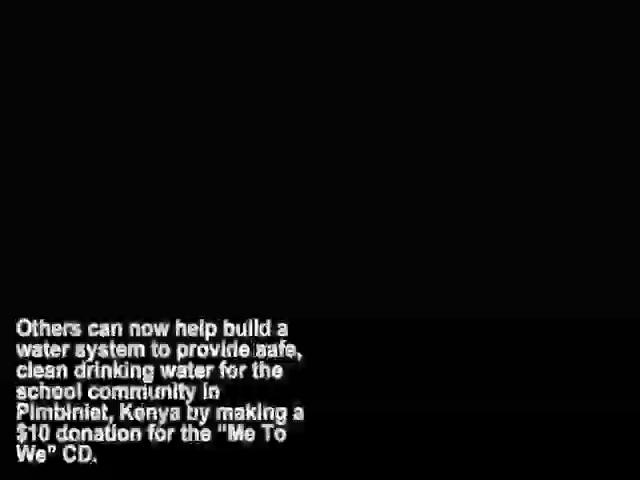 Others can now help build a
water system to provide safe,
clean drinking water for the
school community in
Pimbiniet, Kenya by making a
$10 donation for the "Me To
We" CD.